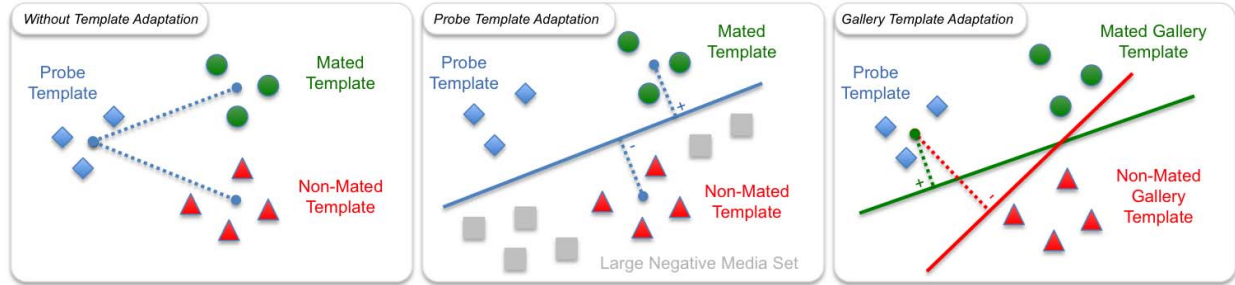 Without Template Adaptation
Probe
Template
Mated
Template
Non-Mated
Template
Probe Template Adaptation
Probe
Template
Mated
Template
+
-
Non-Mated
Template
Large Negative Media Set
Gallery Template Adaptation
Probe
Template
Mated Gallery
Template
+
-
Non-Mated
Gallery
Template